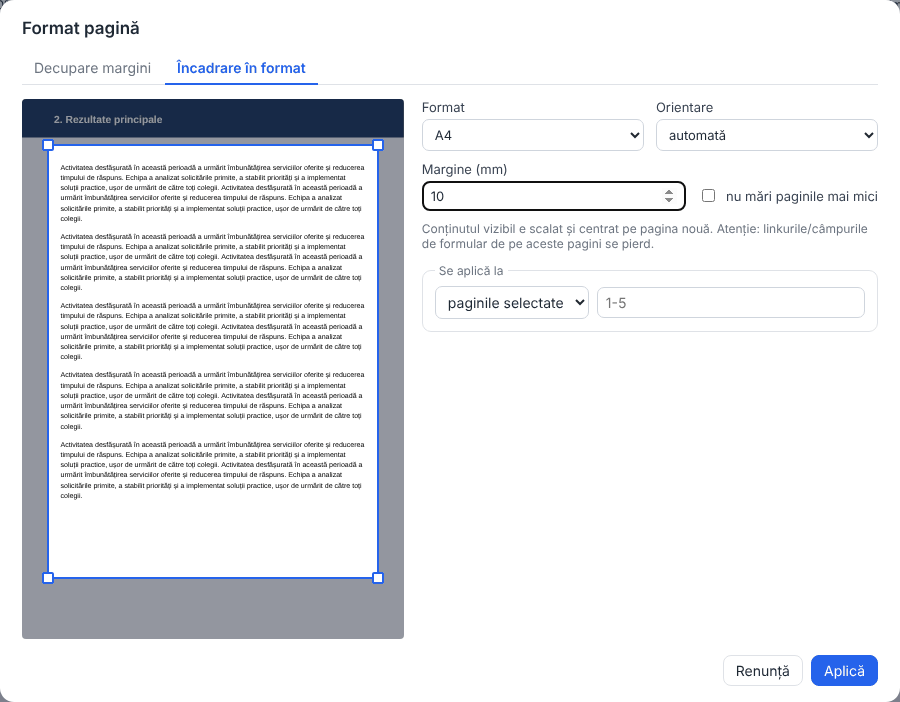 Format pagină
Decupare margini
Încadrare în format
2. Rezultate principale
Activitatea desfășurată în această perioadă a urmărit îmbunătățirea serviciilor oferite și reducerea
timpului de răspuns. Echipa a analizat solicitările primite, a stabilit priorități și a implementat
soluții practice, ușor de urmărit de către toți colegii. Activitatea desfășurată în această perioadă a
urmărit îmbunătățirea serviciilor oferite și reducerea timpului de răspuns. Echipa a analizat
solicitările primite, a stabilit priorități și a implementat soluții practice, ușor de urmărit de către toți
colegii.
Activitatea desfășurată în această perioadă a urmărit îmbunătățirea serviciilor oferite și reducerea
timpului de răspuns. Echipa a analizat solicitările primite, a stabilit priorități și a implementat
soluții practice, ușor de urmărit de către toți colegii. Activitatea desfășurată în această perioadă a
urmărit îmbunătățirea serviciilor oferite și reducerea timpului de răspuns. Echipa a analizat
solicitările primite, a stabilit priorități și a implementat soluții practice, ușor de urmărit de către toți
colegii.
Activitatea desfășurată în această perioadă a urmărit îmbunătățirea serviciilor oferite și reducerea
timpului de răspuns. Echipa a analizat solicitările primite, a stabilit priorități și a implementat
soluții practice, ușor de urmărit de către toți colegii. Activitatea desfășurată în această perioadă a
urmărit îmbunătățirea serviciilor oferite și reducerea timpului de răspuns. Echipa a analizat
solicitările primite, a stabilit priorități și a implementat soluții practice, ușor de urmărit de către toți
colegii.
Activitatea desfășurată în această perioadă a urmărit îmbunătățirea serviciilor oferite și reducerea
timpului de răspuns. Echipa a analizat solicitările primite, a stabilit priorități și a implementat
soluții practice, ușor de urmărit de către toți colegii. Activitatea desfășurată în această perioadă a
urmărit îmbunătățirea serviciilor oferite și reducerea timpului de răspuns. Echipa a analizat
solicitările primite, a stabilit priorități și a implementat soluții practice, ușor de urmărit de către toți
colegii.
Activitatea desfășurată în această perioadă a urmărit îmbunătățirea serviciilor oferite și reducerea
timpului de răspuns. Echipa a analizat solicitările primite, a stabilit priorități și a implementat
soluții practice, ușor de urmărit de către toți colegii. Activitatea desfășurată în această perioadă a
urmărit îmbunătățirea serviciilor oferite și reducerea timpului de răspuns. Echipa a analizat
solicitările primite, a stabilit priorități și a implementat soluții practice, ușor de urmărit de către toți
colegii.
Format
Orientare
A4
automată
Margine (mm)
10
nu mări paginile mai mici
Conținutul vizibil e scalat și centrat pe pagina nouă. Atenție: linkurile/câmpurile
de formular de pe aceste pagini se pierd.
Se aplică la
paginile selectate
1-5
Renunță
Aplică